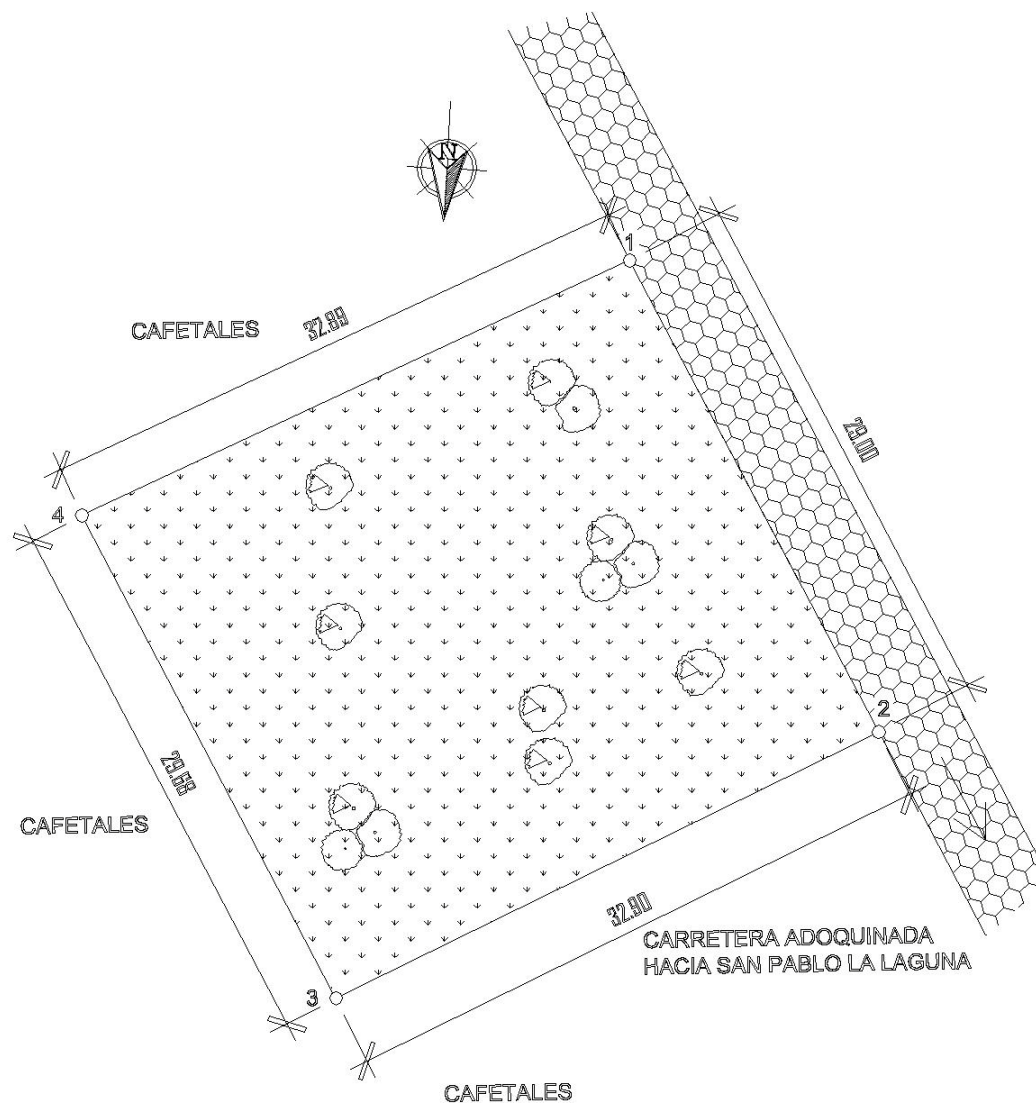 N
1
CAFETALES
32.89
29.00
4
2
29.68
CAFETALES
32.90
CARRETERA ADOQUINADA
HACIA SAN PABLO LA LAGUNA
3
CAFETALES